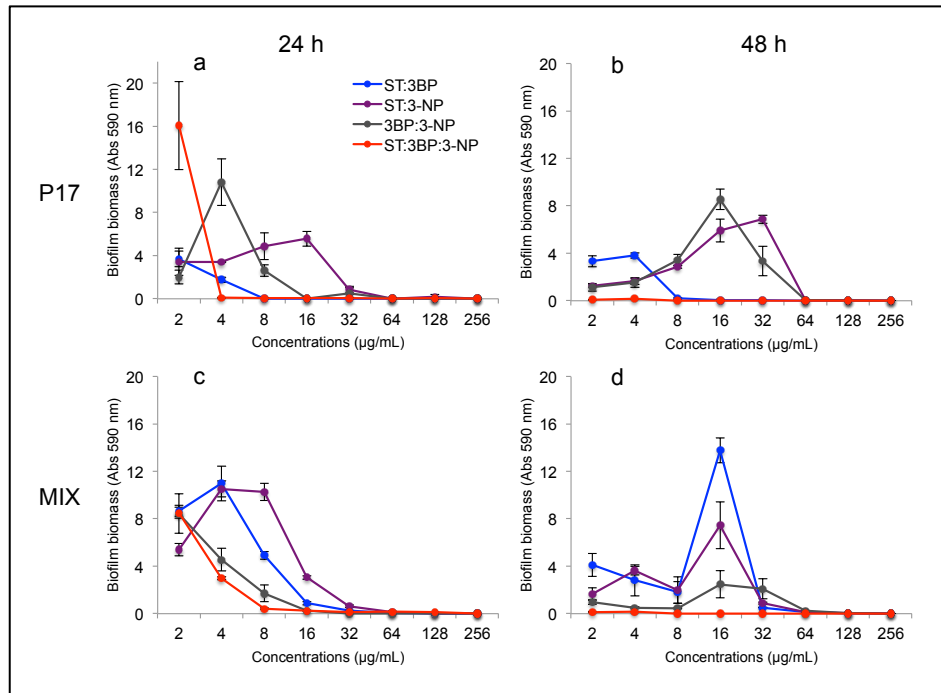 24 h
48 h
P17
a
Biofilm biomass (Abs 590 nm)
20
16
12
8
4
0
ST:3BP
ST:3-NP
3BP:3-NP
ST:3BP:3-NP
2 4 8 16 32 64 128 256
Concentrations (µg/mL)
b
Biofilm biomass (Abs 590 nm)
20
16
12
8
4
0
2 4 8 16 32 64 128 256
Concentrations (µg/mL)
MIX
c
Biofilm biomass (Abs 590 nm)
20
16
12
8
4
0
2 4 8 16 32 64 128 256
Concentrations (µg/mL)
d
Biofilm biomass (Abs 590 nm)
20
16
12
8
4
0
2 4 8 16 32 64 128 256
Concentrations (µg/mL)